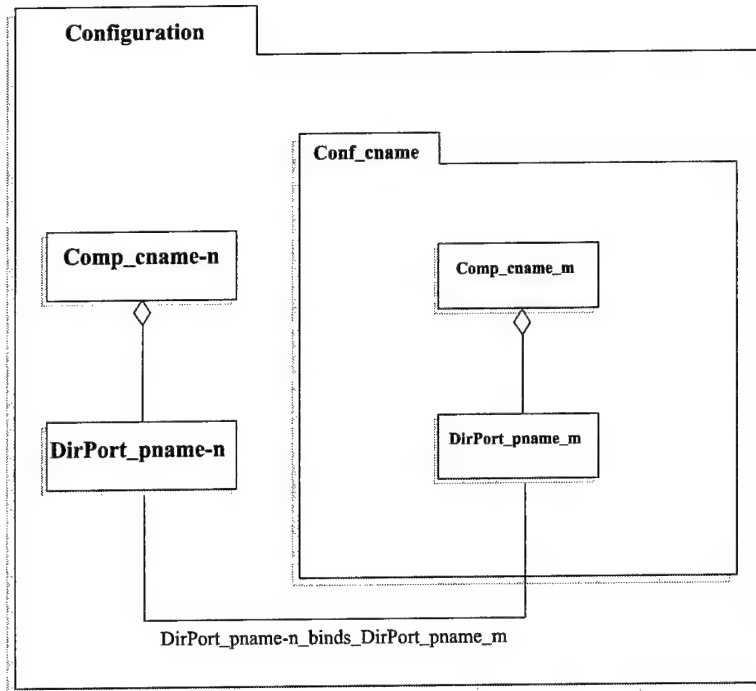 Configuration
Conf_cname
Comp_cname-n
Comp_cname_m
DirPort_pname-n
DirPort_pname_m
DirPort_pname-n_binds_DirPort_pname_m